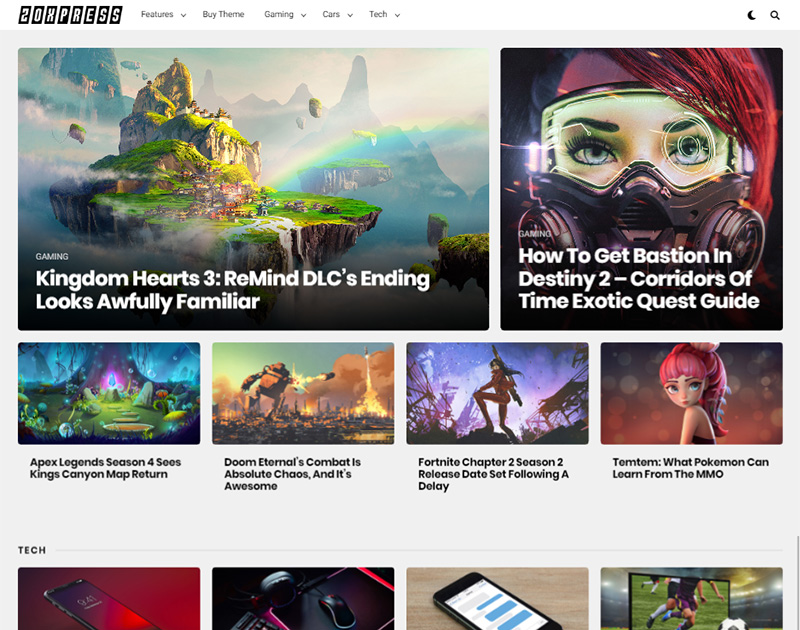 ZOXPRESS
Features
Buy Theme
Gaming
Cars
Tech
GAMING
Kingdom Hearts 3: ReMind DLC's Ending
Looks Awfully Familiar
GAMING
How To Get Bastion In
Destiny 2 – Corridors Of
Time Exotic Quest Guide
Apex Legends Season 4 Sees
Kings Canyon Map Return
Doom Eternal's Combat Is
Absolute Chaos, And It's
Awesome
Fortnite Chapter 2 Season 2
Release Date Set Following A
Delay
Temtem: What Pokemon Can
Learn From The MMO
TECH
9:41